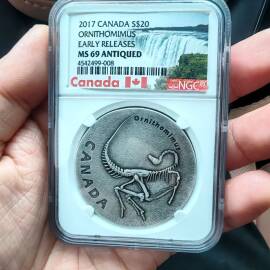 2017 CANADA S$20
ORNITHOMIMUS
EARLY RELEASES
MS 69 ANTIQUED
4542499-008
Canada
NGC
Ornithomimus
CANADA